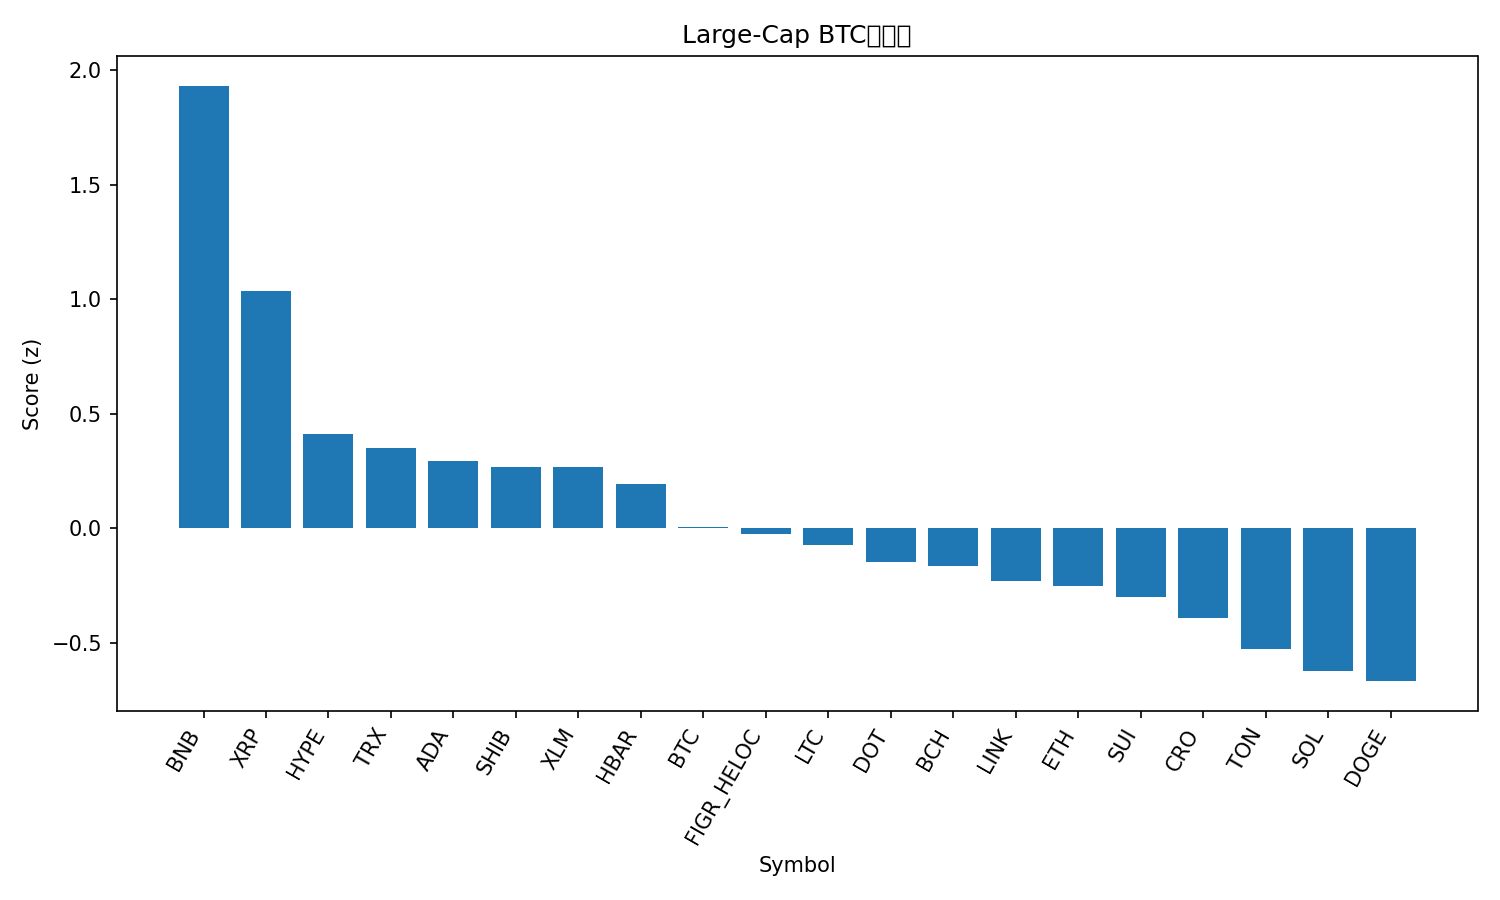 Large-Cap BTC
Score (z)
2.0
1.5
1.0
0.5
0.0
−0.5
BNB
XRP
HYPE
TRX
ADA
SHIB
XLM
HBAR
BTC
FIGR_HELOC
LTC
DOT
BCH
LINK
ETH
SUI
CRO
TON
SOL
DOGE
Symbol